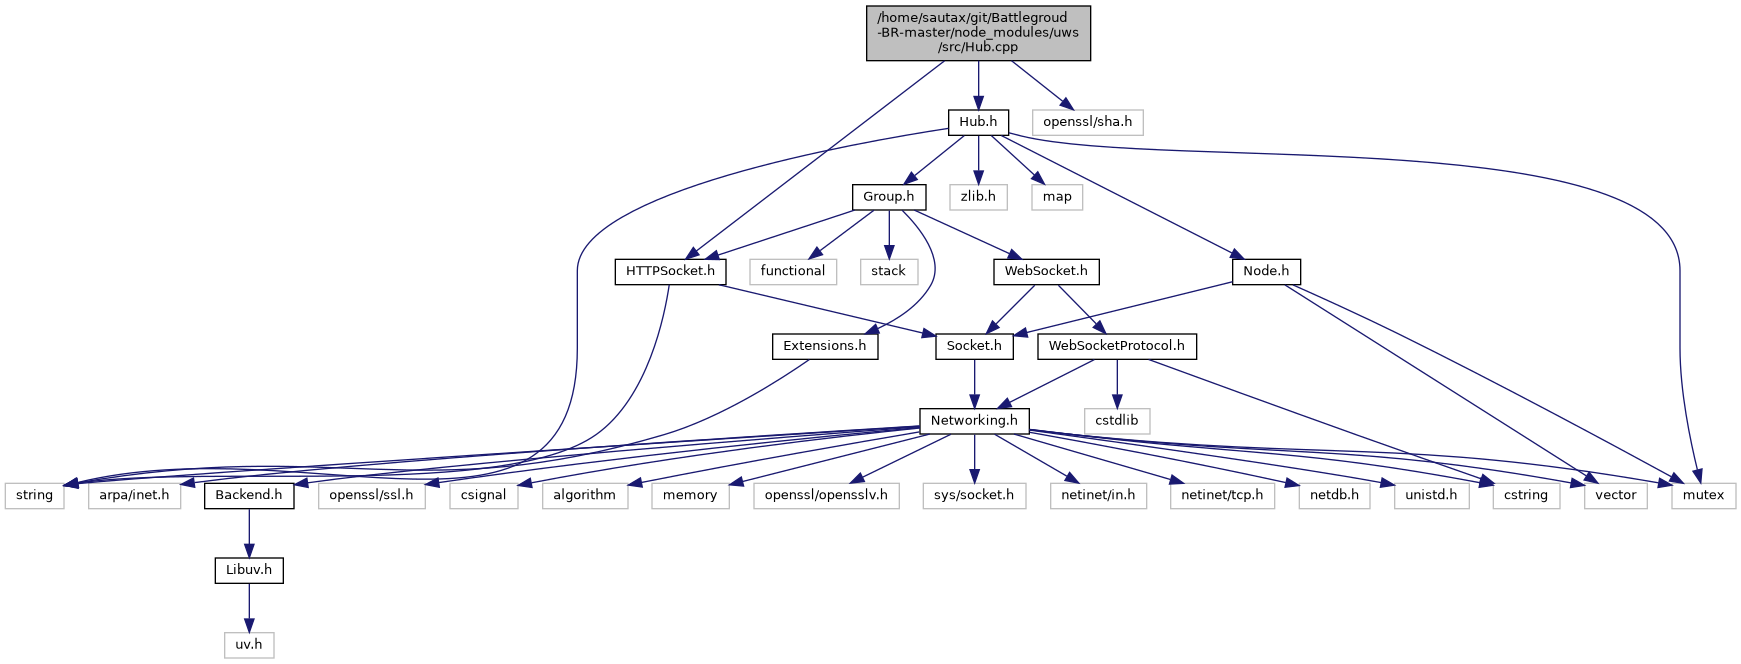 /home/sautax/git/Battlegroud
-BR-master/node_modules/uws
/src/Hub.cpp
Hub.h
openssl/sha.h
Group.h
zlib.h
map
HTTPSocket.h
functional
stack
WebSocket.h
Node.h
Extensions.h
Socket.h
WebSocketProtocol.h
Networking.h
cstdlib
string
arpa/inet.h
Backend.h
openssl/ssl.h
csignal
algorithm
memory
openssl/opensslv.h
sys/socket.h
netinet/in.h
netinet/tcp.h
netdb.h
unistd.h
cstring
vector
mutex
Libuv.h
uv.h